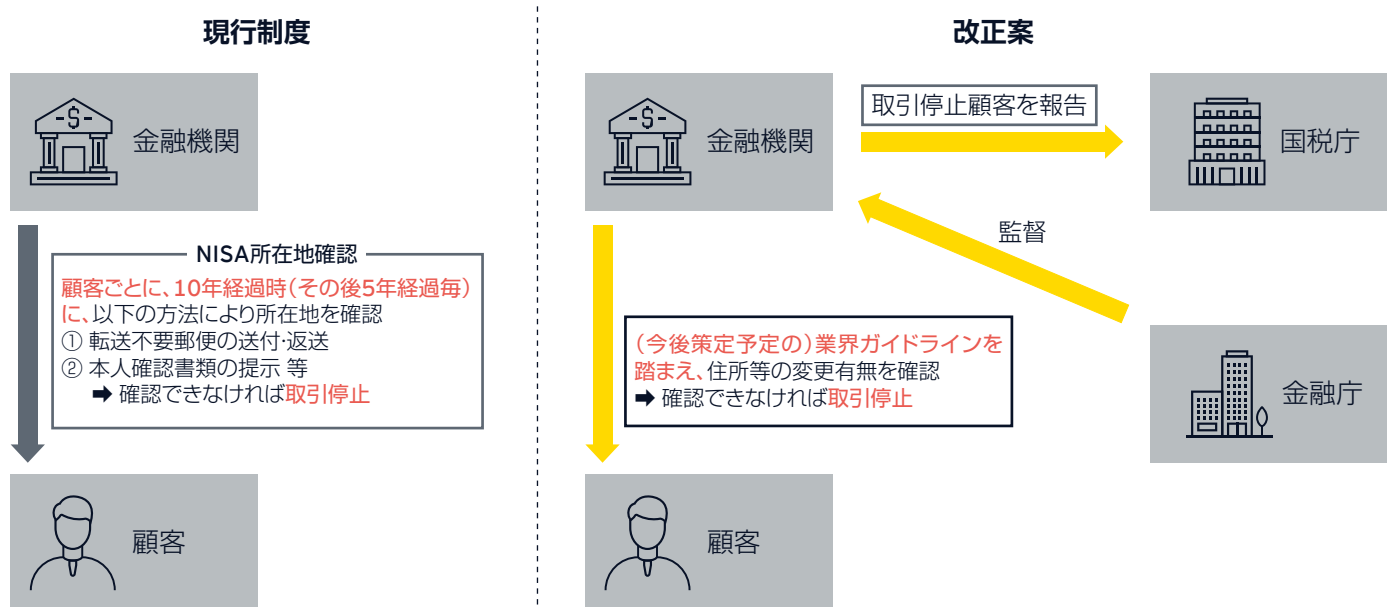 現行制度
金融機関
NISA所在地確認
顧客ごとに、10年経過時(その後5年経過毎)
に、以下の方法により所在地を確認
① 転送不要郵便の送付・返送
② 本人確認書類の提示 等
➡ 確認できなければ取引停止
顧客
改正案
金融機関
取引停止顧客を報告
国税庁
監督
(今後策定予定の)業界ガイドラインを
踏まえ、住所等の変更有無を確認
➡ 確認できなければ取引停止
金融庁
顧客